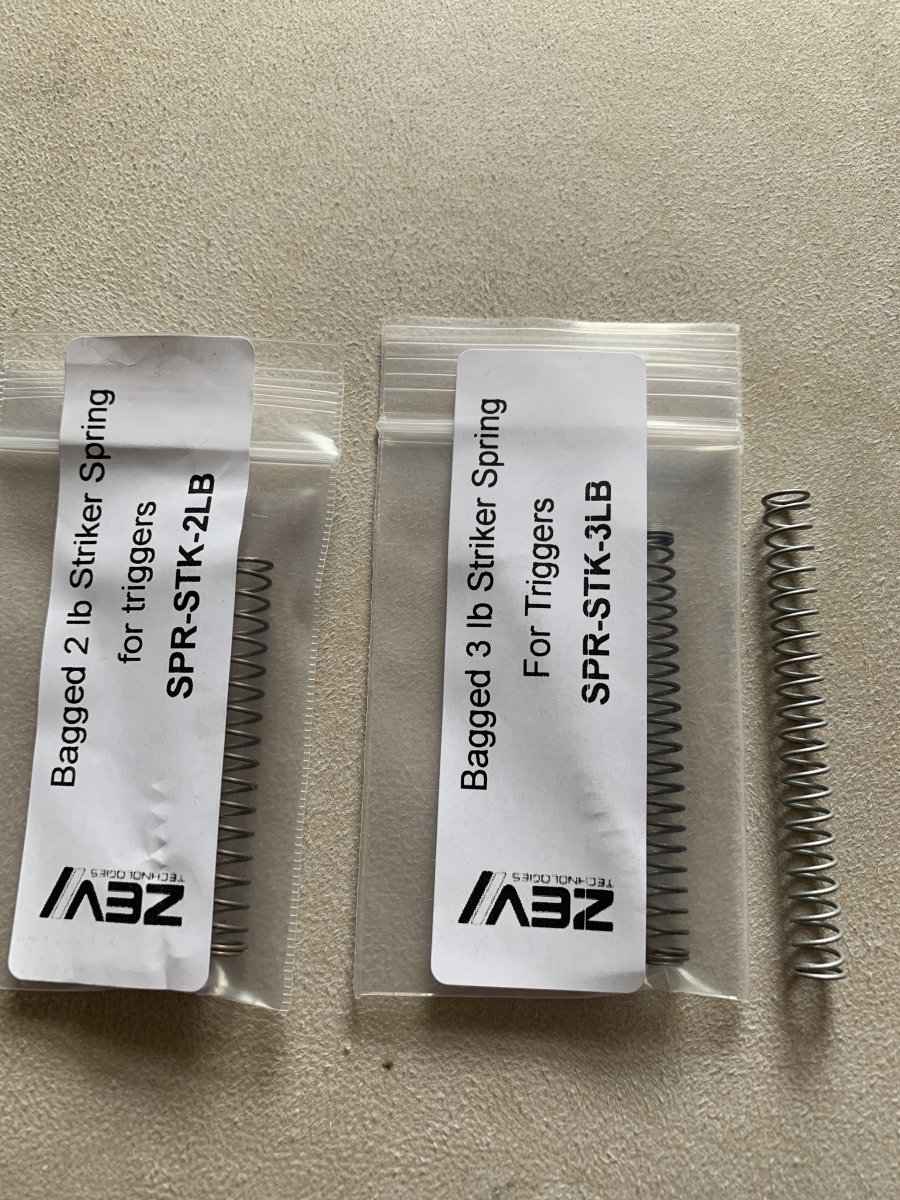 Bagged 2 lb Striker Spring
for triggers
SPR-STK-2LB
ZEV
TECHNOLOGIES
Bagged 3 lb Striker Spring
For Triggers
SPR-STK-3LB
ZEV
TECHNOLOGIES